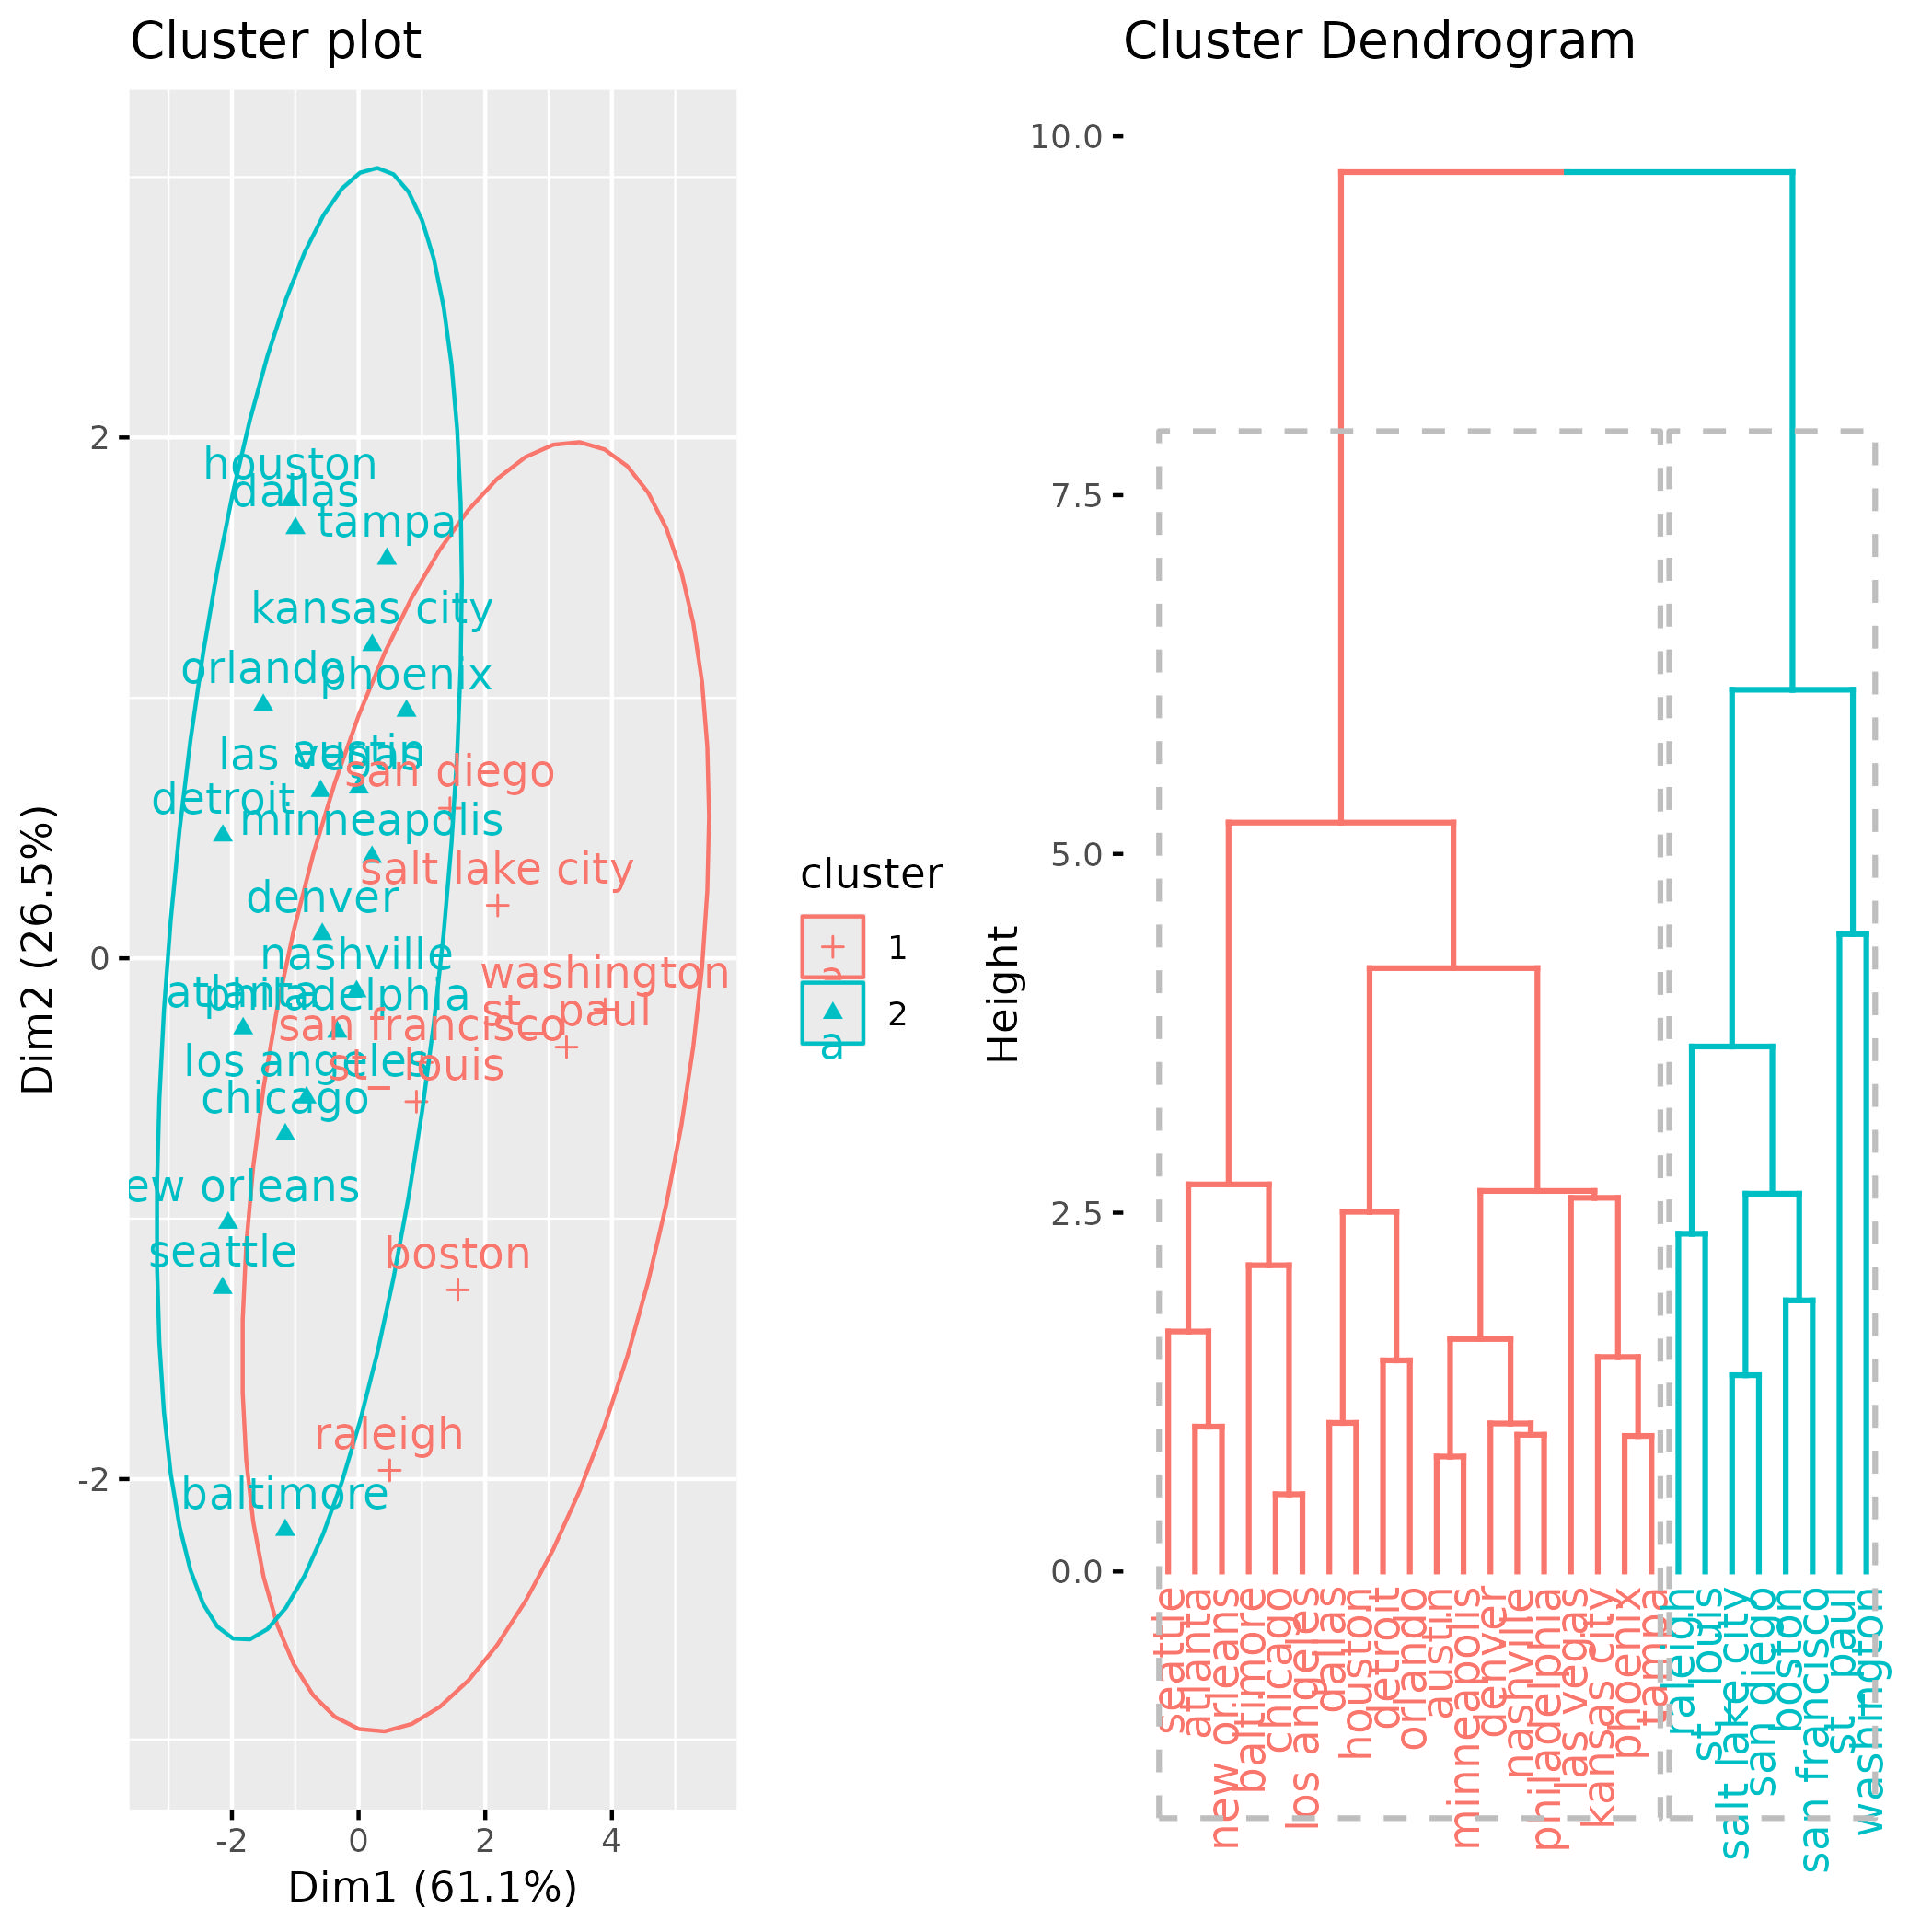 Cluster plot
houston
dallas
tampa
kansas city
orlando
phoenix
las vegas
austin
san diego
detroit
minneapolis
salt lake city
denver
nashville
washington
atlanta
philadelphia
st_ paul
san francisco
los angeles
st_ louis
chicago
ew orleans
seattle
boston
raleigh
baltimore
2
0
-2
-2 0 2 4
Dim1 (61.1%)
Dim2 (26.5%)
cluster
a 1
a 2
Cluster Dendrogram
10.0
7.5
5.0
2.5
0.0
Height
seattle
atlanta
new orleans
baltimore
chicago
los angeles
dallas
houston
detroit
orlando
austin
minneapolis
denver
nashville
philadelphia
las vegas
kansas city
phoenix
tampa
raleigh
st_ louis
salt lake city
san diego
boston
san francisco
st_ paul
washington